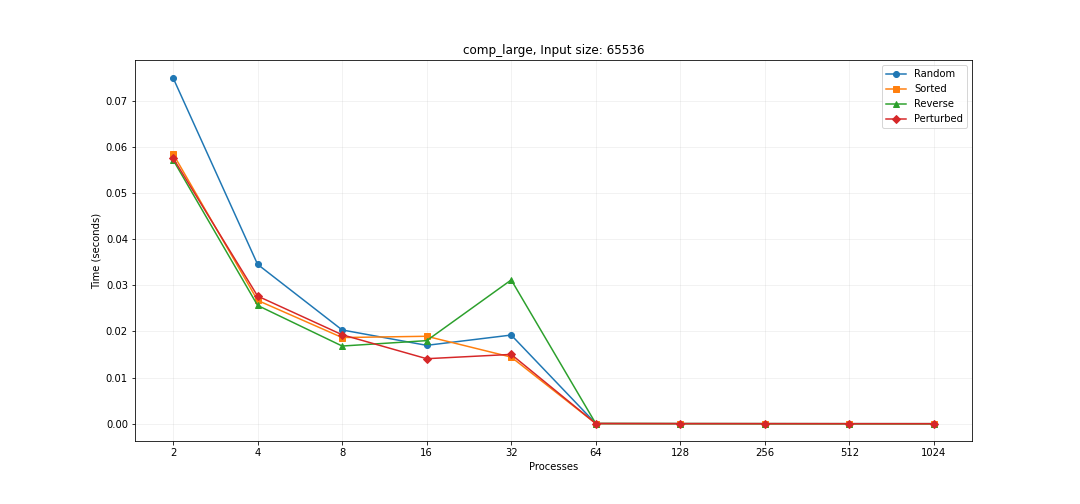 comp_large, Input size: 65536
Random
Sorted
Reverse
Perturbed
Time (seconds)
0.07
0.06
0.05
0.04
0.03
0.02
0.01
0.00
2 4 8 16 32 64 128 256 512 1024
Processes